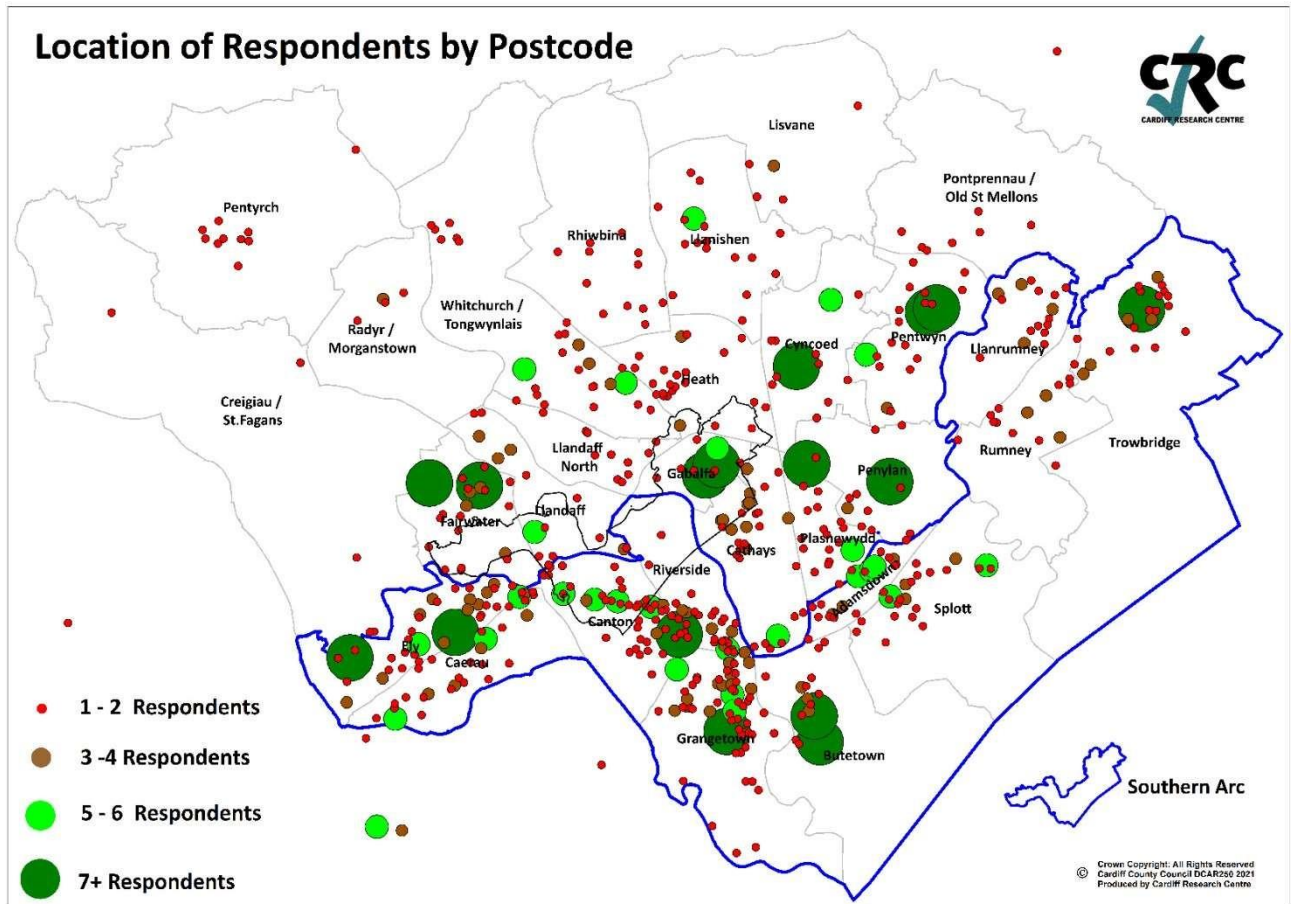 Location of Respondents by Postcode
CRC
CARDIFF RESEARCH CENTRE
Lisvane
Pontprennau /
Old St Mellons
Pentyrch
Rhiwbina
Llanishen
Whitchurch /
Tongwynlais
Radyr /
Morganstown
Pentwyn
Llanrumney
Cyncoed
Heath
Creigiau /
St.Fagans
Trowbridge
Rumney
Llandaff
North
Gabalfa
Penylan
Fairwater
Llandaff
Cathays
Plasnewydd
Riverside
Adamsdown
Splott
Canton
Ely
Caerau
Grangetown
Butetown
1 - 2 Respondents
3 -4 Respondents
5 - 6 Respondents
7+ Respondents
Southern Arc
© Crown Copyright: All Rights Reserved
Cardiff County Council DCAR260 2021
Produced by Cardiff Research Centre